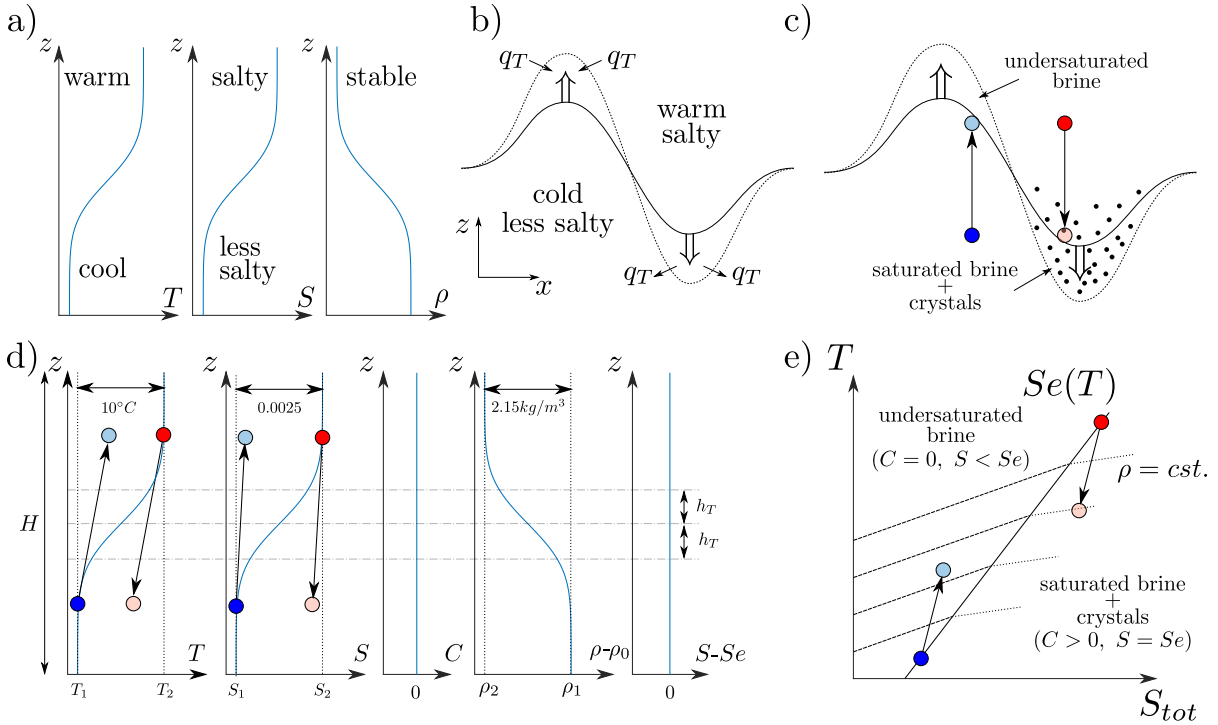 a)
z
warm
cool
T
z
salty
less
salty
S
z
stable
ρ
b)
q_T
q_T
warm
salty
cold
less salty
z
x
q_T
q_T
c)
undersaturated
brine
saturated brine
+
crystals
d)
H
z
10°C
T_1
T_2
T
z
0.0025
S_1
S_2
S
z
0
C
z
2.15kg/m^3
ρ_2
ρ_1
ρ-ρ_0
z
h_T
h_T
0
S-Se
e)
T
Se(T)
undersaturated
brine
(C = 0, S < Se)
ρ = cst.
saturated brine
+
crystals
(C > 0, S = Se)
S_{tot}